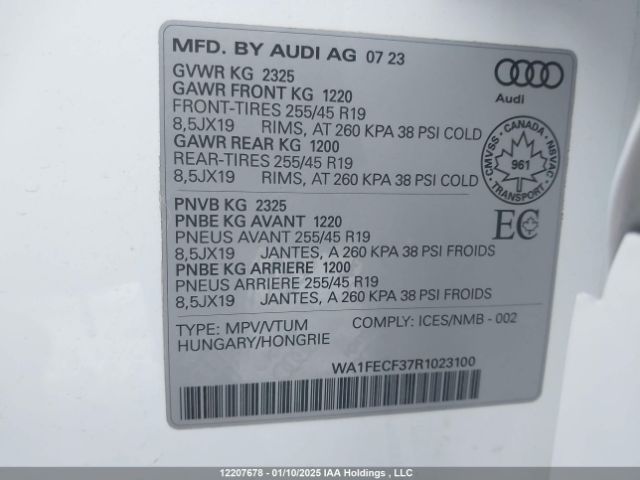 MFD. BY AUDI AG 07 23
GVWR KG 2325
GAWR FRONT KG 1220
FRONT-TIRES 255/45 R19
8,5JX19 RIMS, AT 260 KPA 38 PSI COLD
GAWR REAR KG 1200
REAR-TIRES 255/45 R19
8,5JX19 RIMS, AT 260 KPA 38 PSI COLD
Audi
CMVSS - CANADA - NSVAC
961
TRANSPORT
PNVB KG 2325
PNBE KG AVANT 1220
PNEUS AVANT 255/45 R19
8,5JX19 JANTES, A 260 KPA 38 PSI FROIDS
PNBE KG ARRIERE 1200
PNEUS ARRIERE 255/45 R19
8,5JX19 JANTES, A 260 KPA 38 PSI FROIDS
EC
TYPE: MPV/VTUM COMPLY: ICES/NMB - 002
HUNGARY/HONGRIE
WA1FECF37R1023100
12207678 - 01/10/2025 IAA Holdings , LLC